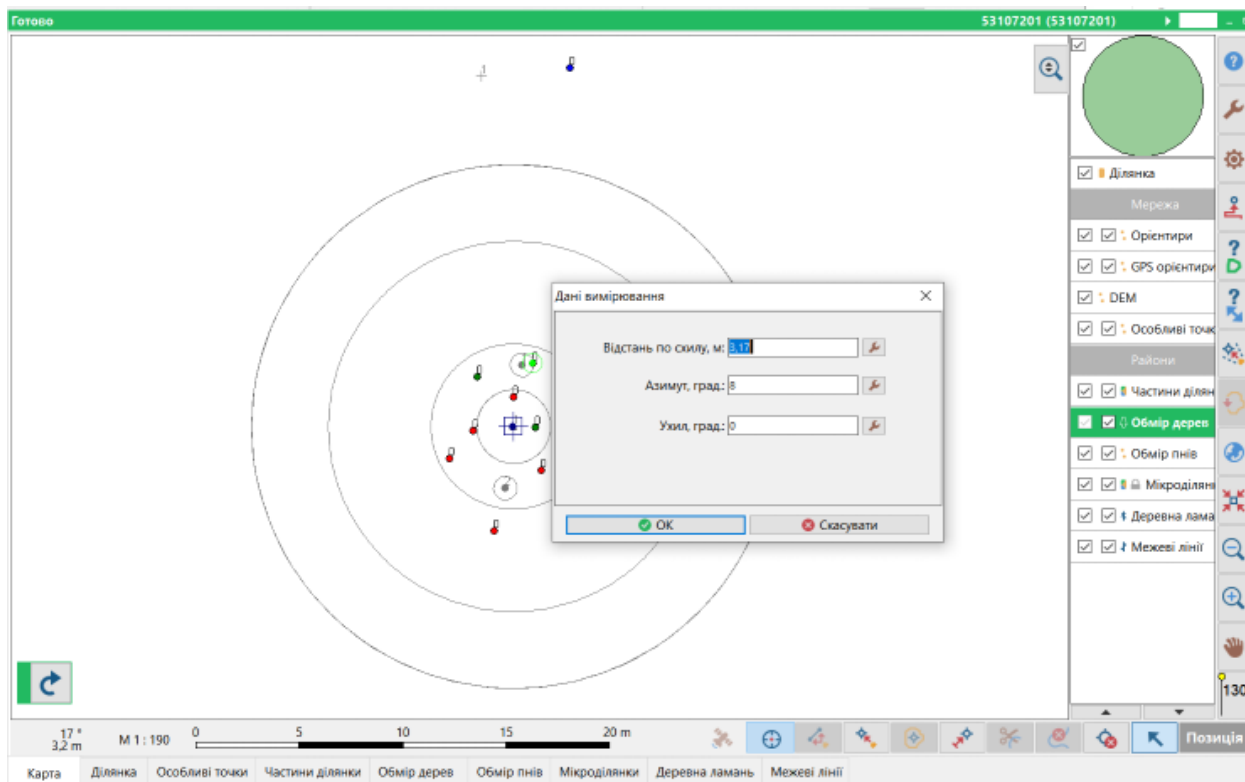 Готово 53107201 (53107201)
1
Ділянка
Мережа
Орієнтири
GPS орієнтири
DEM
Особливі точк
Райони
Частини ділян
Обмір дерев
Обмір пнів
Мікроділян
Деревна лама
Межеві лінії
Дані вимірювання
Відстань по схилу, м: 3,17
Азимут, град.: 8
Ухил, град.: 0
ОК Скасувати
130
17 °
3,2 m
М 1 : 190
0 5 10 15 20 m
Позиція
Карта Ділянка Особливі точки Частини ділянки Обмір дерев Обмір пнів Мікроділянки Деревна ламань Межеві лінії